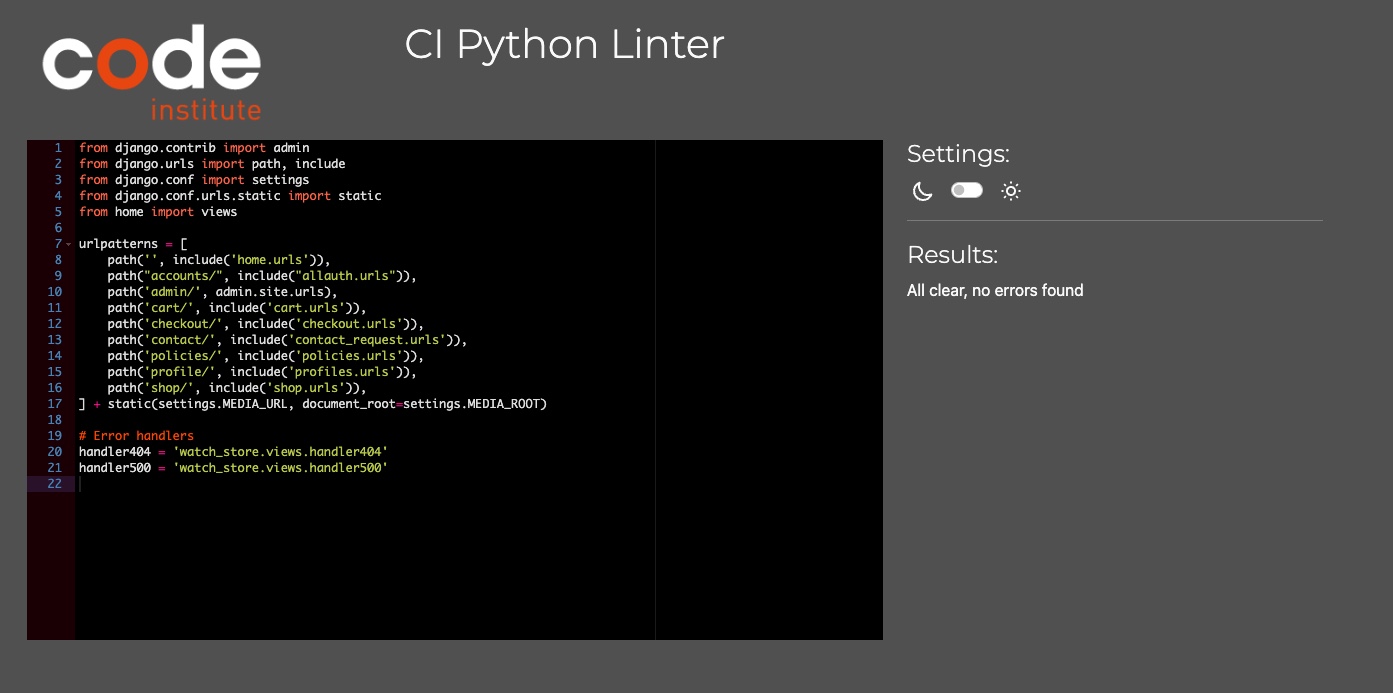 code
institute
CI Python Linter
1 from django.contrib import admin
2 from django.urls import path, include
3 from django.conf import settings
4 from django.conf.urls.static import static
5 from home import views
6
7 urlpatterns = [
8     path('', include('home.urls')),
9     path("accounts/", include("allauth.urls")),
10     path('admin/', admin.site.urls),
11     path('cart/', include('cart.urls')),
12     path('checkout/', include('checkout.urls')),
13     path('contact/', include('contact_request.urls')),
14     path('policies/', include('policies.urls')),
15     path('profile/', include('profiles.urls')),
16     path('shop/', include('shop.urls')),
17 ] + static(settings.MEDIA_URL, document_root=settings.MEDIA_ROOT)
18
19 # Error handlers
20 handler404 = 'watch_store.views.handler404'
21 handler500 = 'watch_store.views.handler500'
22
Settings:
Results:
All clear, no errors found